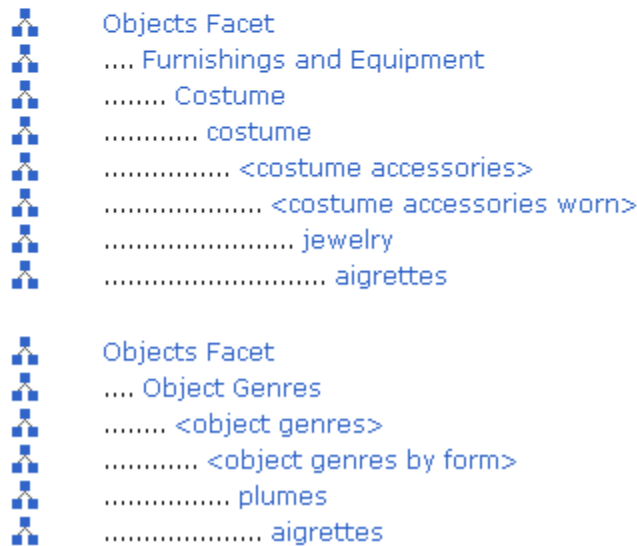 Objects Facet
.... Furnishings and Equipment
........ Costume
............ costume
................ <costume accessories>
.................... <costume accessories worn>
........................ jewelry
............................ aigrettes
Objects Facet
.... Object Genres
........ <object genres>
............ <object genres by form>
................ plumes
.................... aigrettes